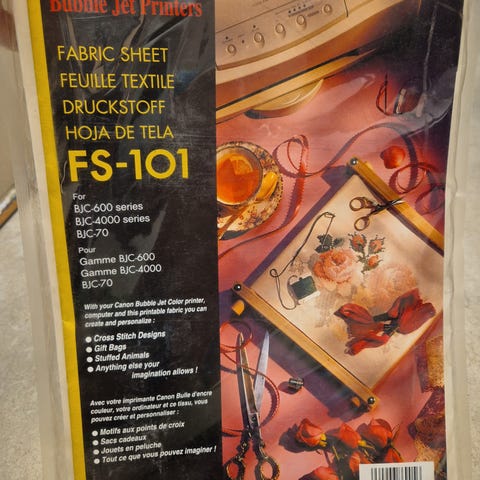 Bubble Jet Printers
FABRIC SHEET
FEUILLE TEXTILE
DRUCKSTOFF
HOJA DE TELA
FS-101
For
BJC-600 series
BJC-4000 series
BJC-70
Pour
Gamme BJC-600
Gamme BJC-4000
BJC-70
With your Canon Bubble Jet Color printer,
computer and this printable fabric you can
create and personalize :
● Cross Stitch Designs
● Gift Bags
● Stuffed Animals
● Anything else your
imagination allows !
Avec votre imprimante Canon Bulle d'encre
couleur, votre ordinateur et ce tissu, vous
pouvez créer et personnaliser :
● Motifs aux points de croix
● Sacs cadeaux
● Jouets en peluche
● Tout ce que vous pouvez imaginer !